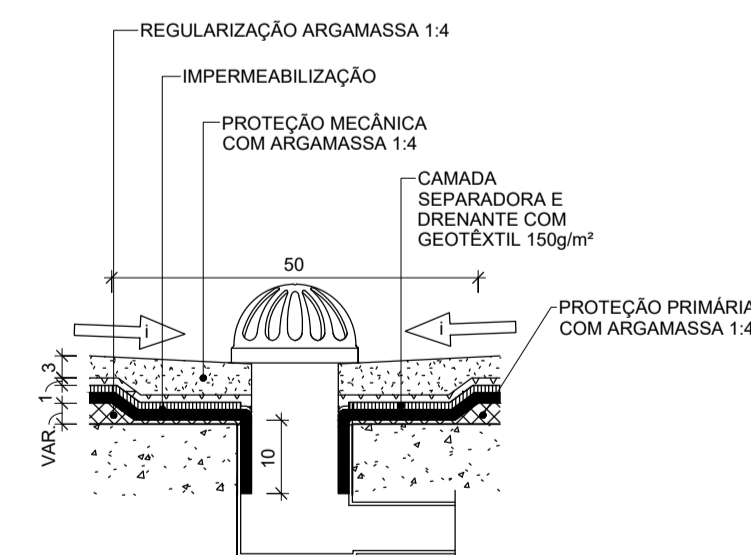 REGULARIZAÇÃO ARGAMASSA 1:4
IMPERMEABILIZAÇÃO
PROTEÇÃO MECÂNICA
COM ARGAMASSA 1:4
CAMADA
SEPARADORA E
DRENANTE COM
GEOTÊXTIL 150g/m²
50
PROTEÇÃO PRIMÁRIA
COM ARGAMASSA 1:4
i
i
3
1
VAR.
10